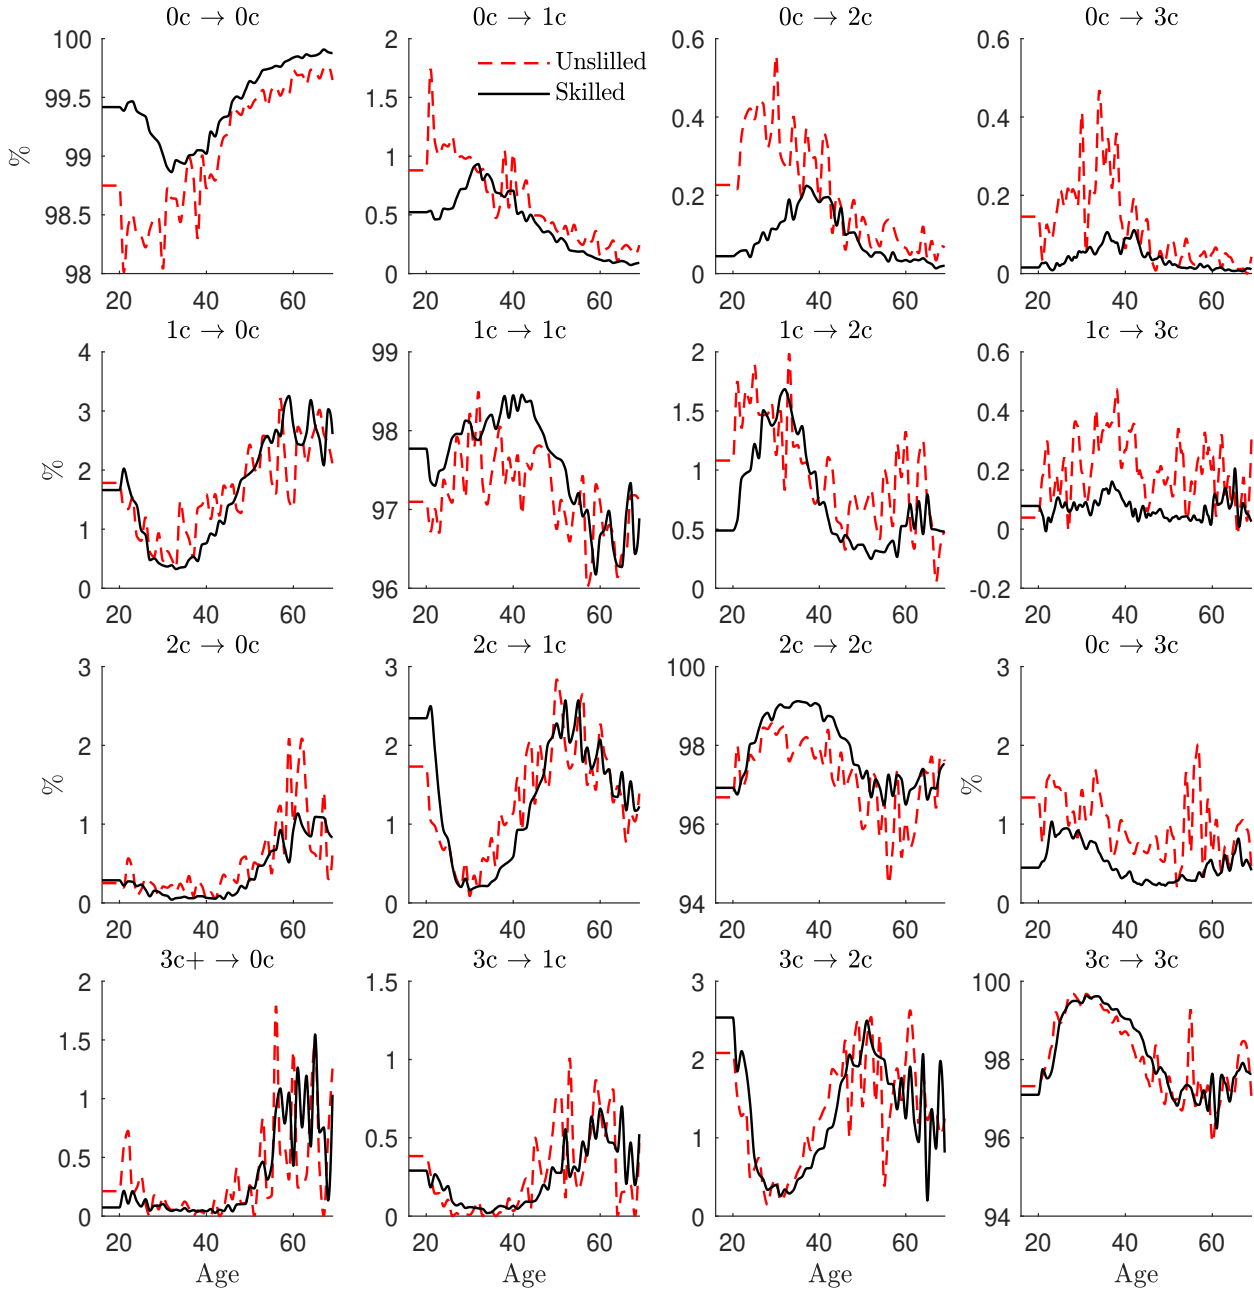 0c → 0c 0c → 1c 0c → 2c 0c → 3c
100 2 0.6 0.6
Unslilled
Skilled
99.5 1.5 0.4 0.4
% 99 1
98.5 0.5 0.2 0.2
98 0 0 0
20 40 60 20 40 60 20 40 60 20 40 60
1c → 0c 1c → 1c 1c → 2c 1c → 3c
4 99 2 0.6
3 98 1.5 0.4
% 2 1 0.2
1 97 0.5 0
0 96 0 -0.2
20 40 60 20 40 60 20 40 60 20 40 60
2c → 0c 2c → 1c 2c → 2c 0c → 3c
3 3 100 3
2 2 98 2
% %
1 1 96 1
0 0 94 0
20 40 60 20 40 60 20 40 60 20 40 60
3c+ → 0c 3c → 1c 3c → 2c 3c → 3c
2 1.5 3 100
1.5 1 2 98
1
0.5 0.5 1 96
0 0 0 94
20 40 60 20 40 60 20 40 60 20 40 60
Age Age Age Age